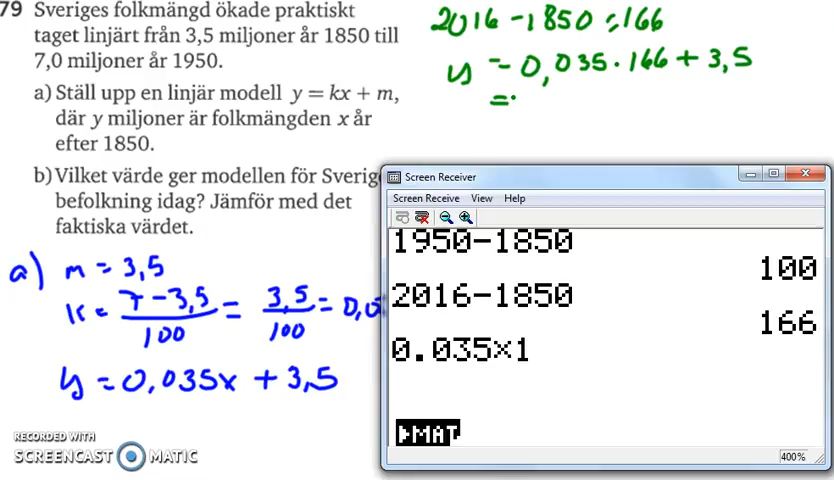 79 Sveriges folkmängd ökade praktiskt
taget linjärt från 3,5 miljoner år 1850 till
7,0 miljoner år 1950.
a) Ställ upp en linjär modell y = kx + m,
där y miljoner är folkmängden x år
efter 1850.
b) Vilket värde ger modellen för Sverige
befolkning idag? Jämför med det
faktiska värdet.
2016 - 1850 = 166
y = 0,035 · 166 + 3,5
=
a) m = 3,5
k = 7 - 3,5 / 100 = 3,5 / 100 = 0,0
y = 0,035x + 3,5
Screen Receiver
Screen Receive View Help
1950-1850
100
2016-1850
166
0.035×1
▶MAT
400%
RECORDED WITH
SCREENCAST MATIC